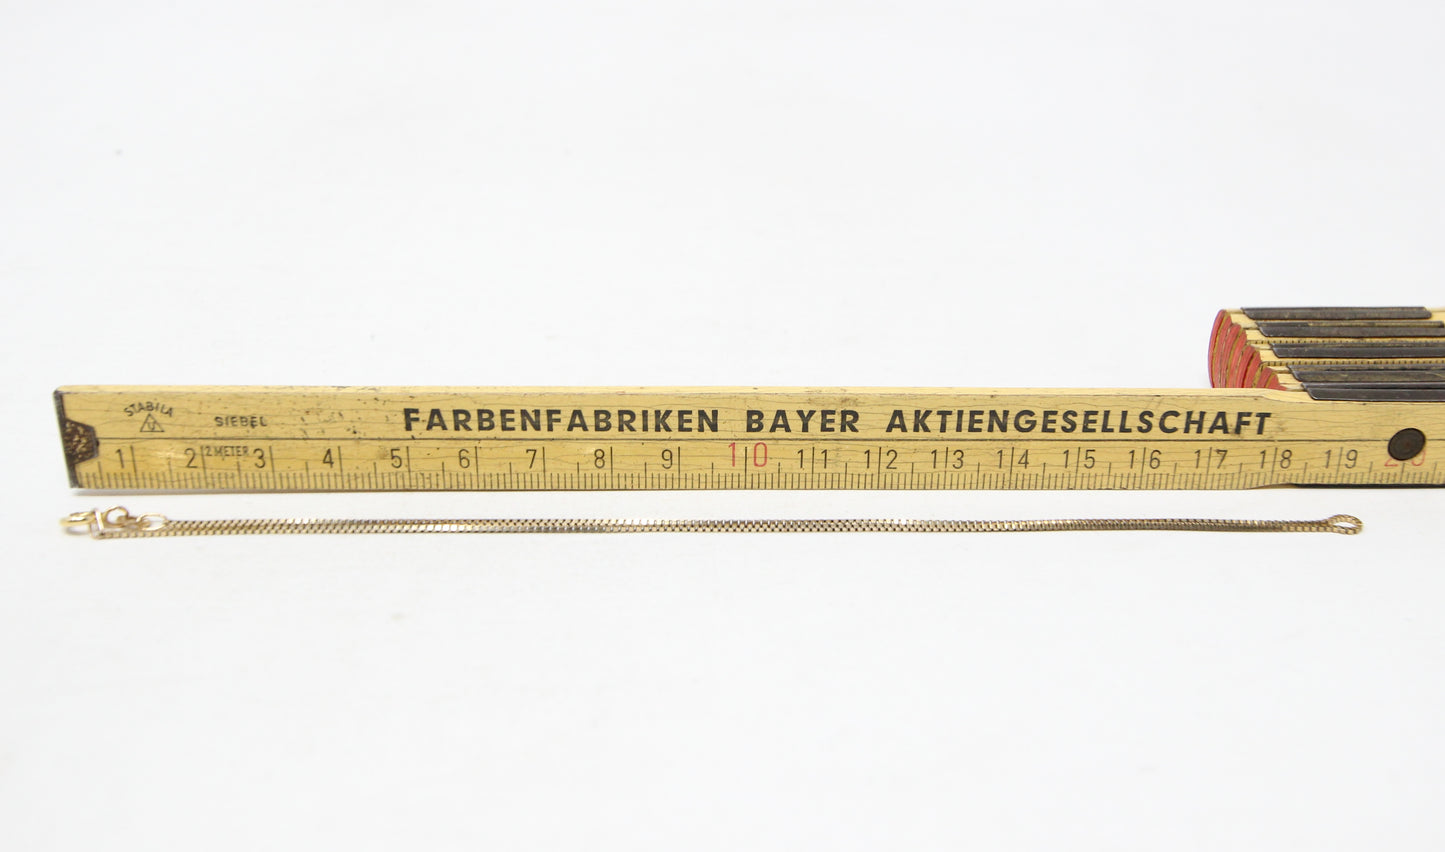 STABILA
SIEBEL
FARBENFABRIKEN BAYER AKTIENGESELLSCHAFT
2 METER
1 2 3 4 5 6 7 8 9 10 11 12 13 14 15 16 17 18 19 20